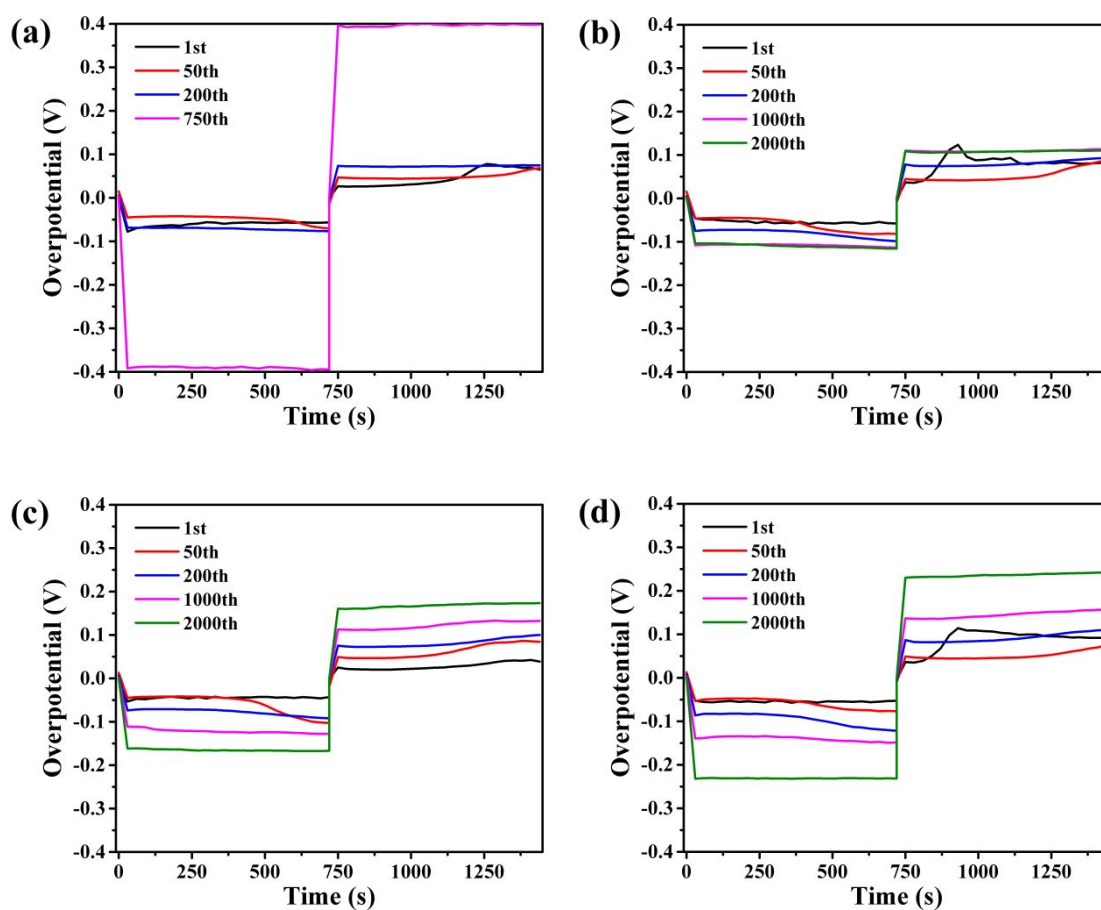 (a)
1st
50th
200th
750th
0.4
0.3
0.2
0.1
0.0
-0.1
-0.2
-0.3
-0.4
Overpotential (V)
0 250 500 750 1000 1250
Time (s)
(b)
1st
50th
200th
1000th
2000th
0.4
0.3
0.2
0.1
0.0
-0.1
-0.2
-0.3
-0.4
Overpotential (V)
0 250 500 750 1000 1250
Time (s)
(c)
1st
50th
200th
1000th
2000th
0.4
0.3
0.2
0.1
0.0
-0.1
-0.2
-0.3
-0.4
Overpotential (V)
0 250 500 750 1000 1250
Time (s)
(d)
1st
50th
200th
1000th
2000th
0.4
0.3
0.2
0.1
0.0
-0.1
-0.2
-0.3
-0.4
Overpotential (V)
0 250 500 750 1000 1250
Time (s)